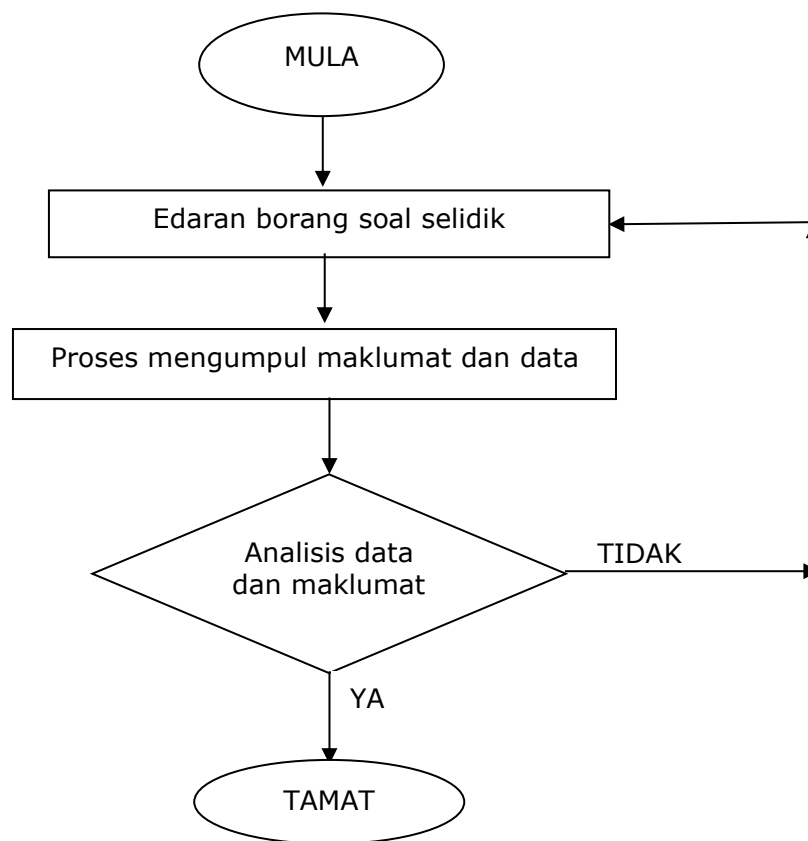 MULA
Edaran borang soal selidik
Proses mengumpul maklumat dan data
Analisis data
dan maklumat
TIDAK
YA
TAMAT